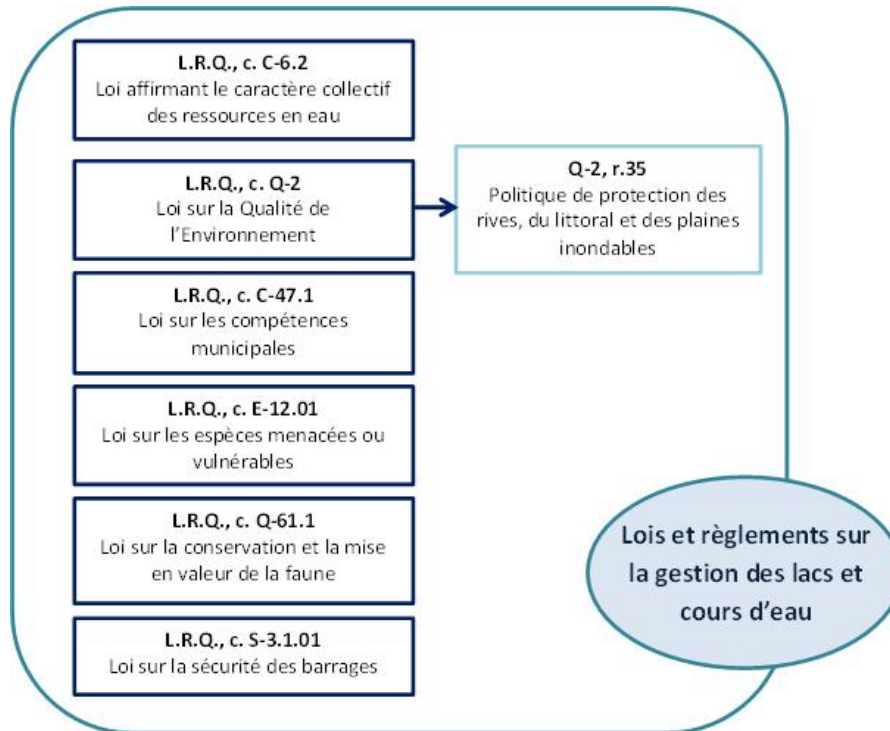 L.R.Q., c. C-6.2
Loi affirmant le caractère collectif
des ressources en eau
L.R.Q., c. Q-2
Loi sur la Qualité de
l'Environnement
Q-2, r.35
Politique de protection des
rives, du littoral et des plaines
inondables
L.R.Q., c. C-47.1
Loi sur les compétences
municipales
L.R.Q., c. E-12.01
Loi sur les espèces menacées ou
vulnérables
L.R.Q., c. Q-61.1
Loi sur la conservation et la mise
en valeur de la faune
L.R.Q., c. S-3.1.01
Loi sur la sécurité des barrages
Lois et règlements sur
la gestion des lacs et
cours d'eau